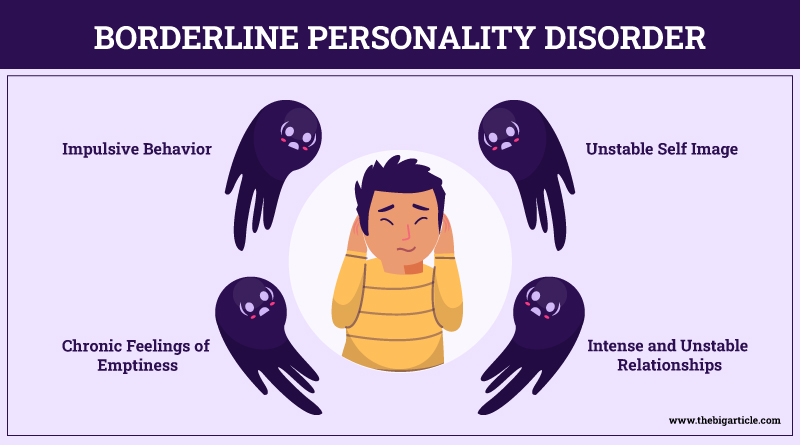 BORDERLINE PERSONALITY DISORDER
Impulsive Behavior
Unstable Self Image
Chronic Feelings of
Emptiness
Intense and Unstable
Relationships
www.thebigarticle.com